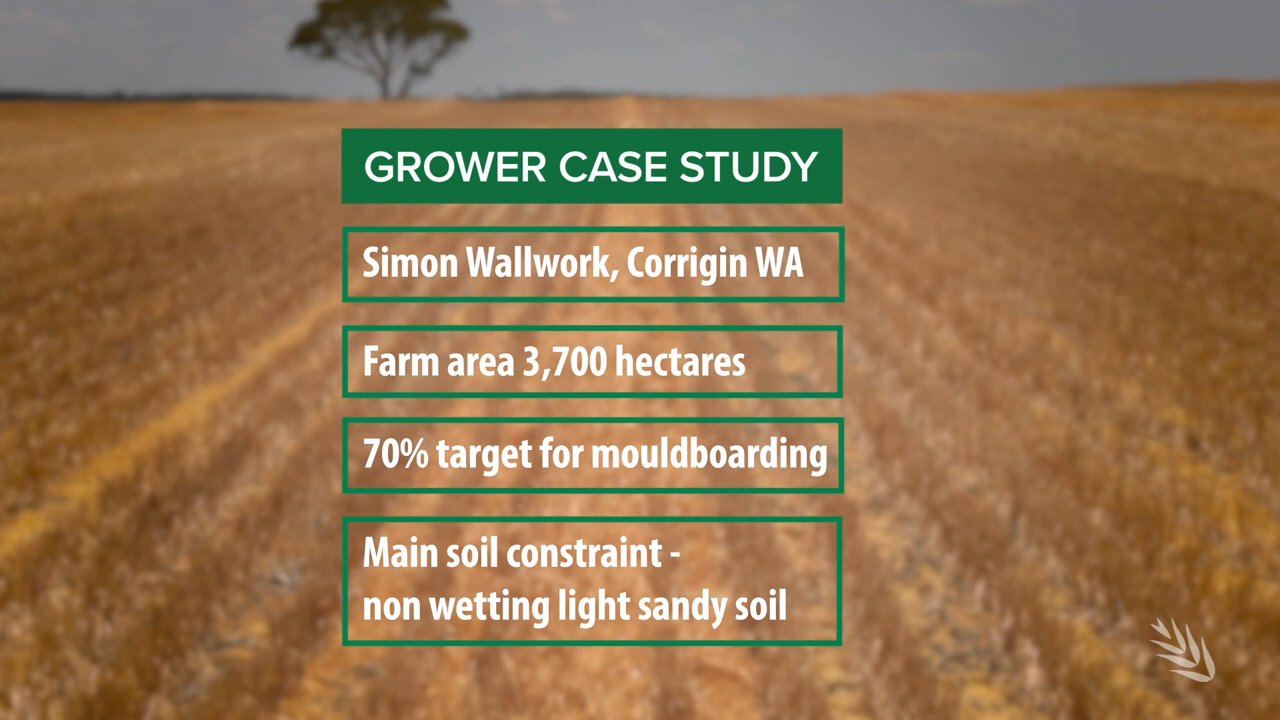 GROWER CASE STUDY
Simon Wallwork, Corrigin WA
Farm area 3,700 hectares
70% target for mouldboarding
Main soil constraint -
non wetting light sandy soil